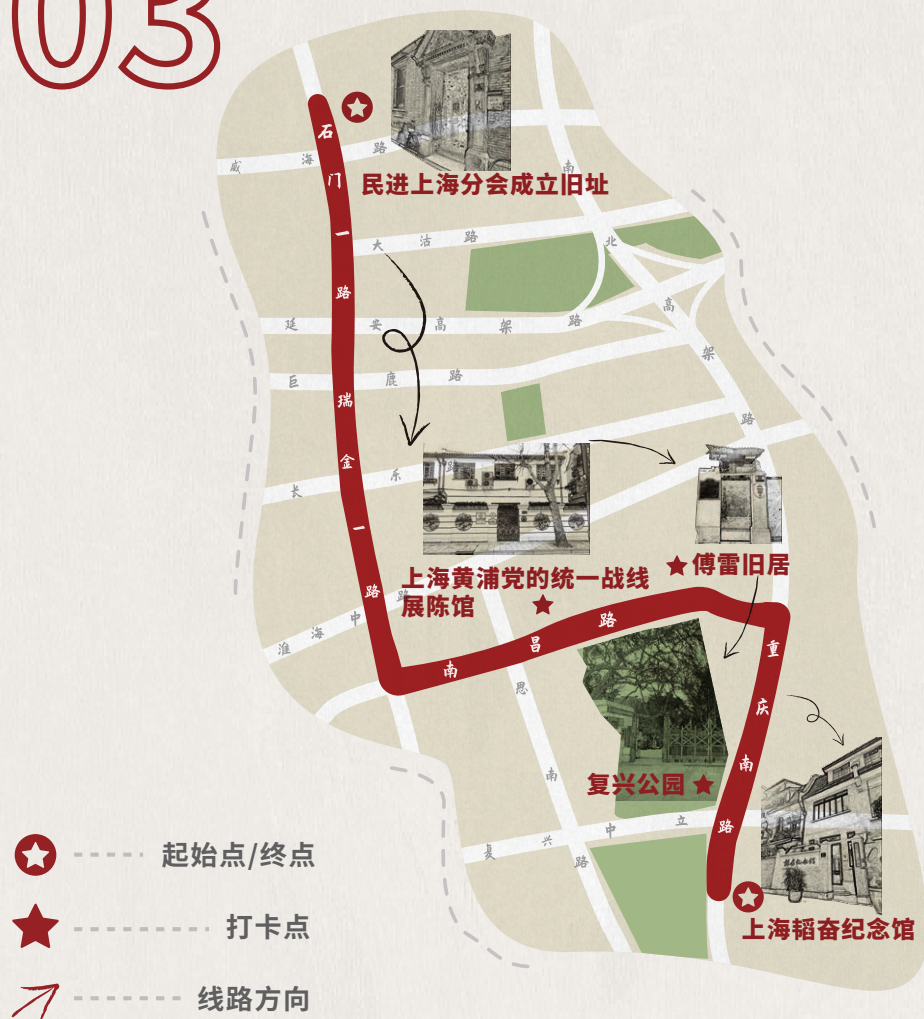 03
石门一路
威海路
民进上海分会成立旧址
大沽路
南北高架路
延安高架路
巨鹿路
瑞金一路
长乐路
上海黄浦党的统一战线
展陈馆
傅雷旧居
淮海中路
南昌路
思南路
重庆南路
复兴公园
复兴中立
上海韬奋纪念馆
起始点/终点
打卡点
线路方向